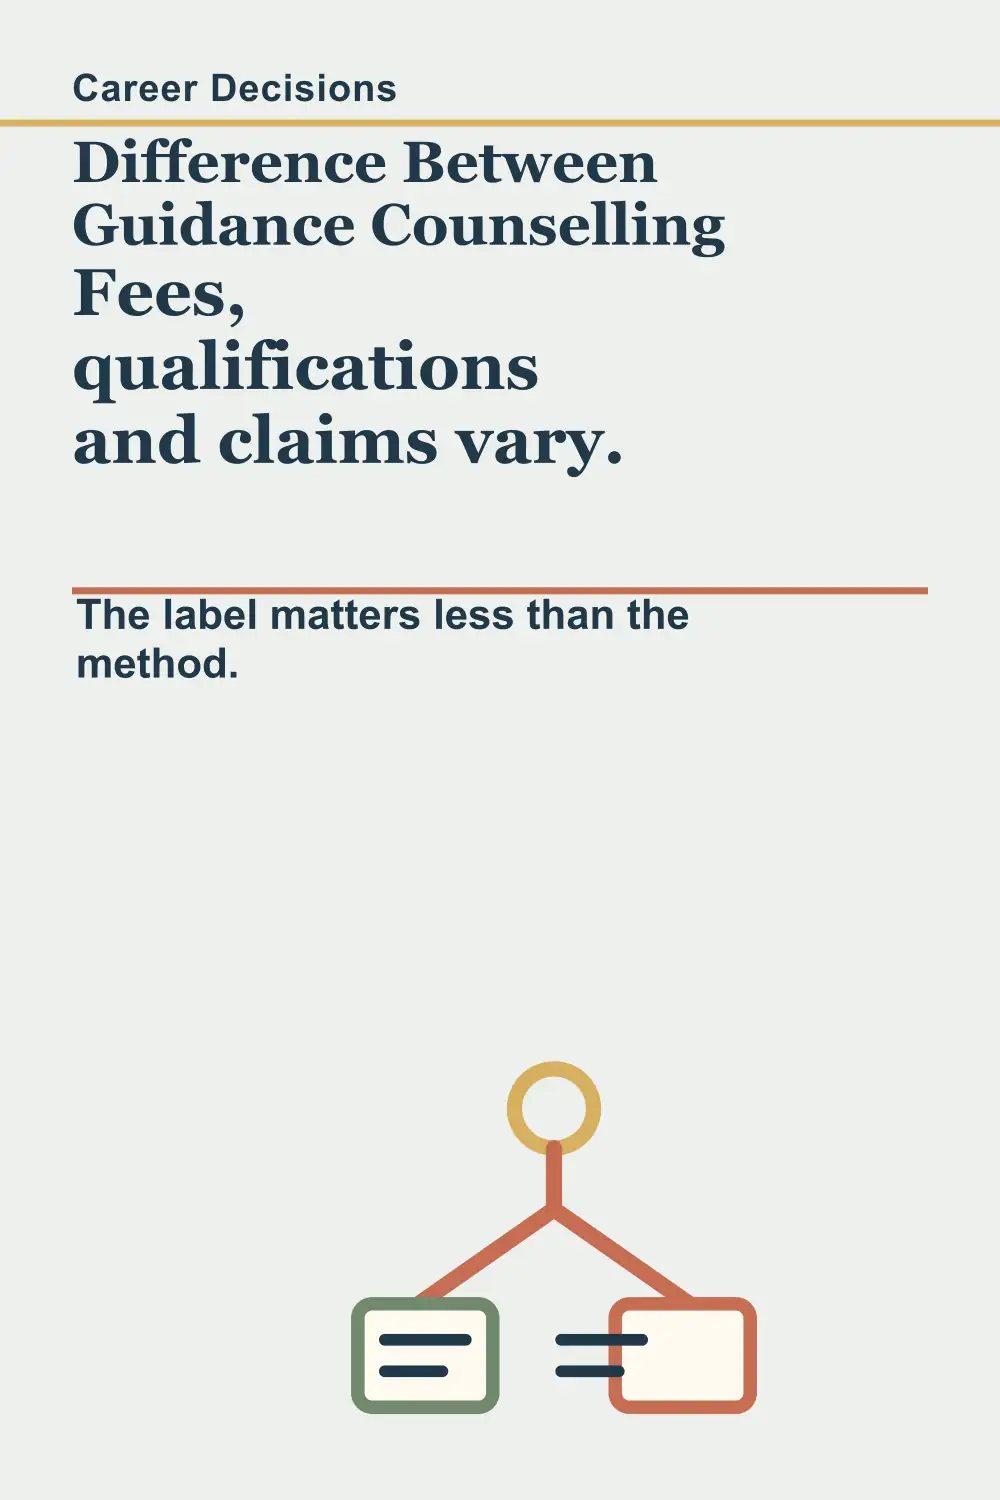 Career Decisions
Difference Between
Guidance Counselling
Fees,
qualifications
and claims vary.
The label matters less than the
method.